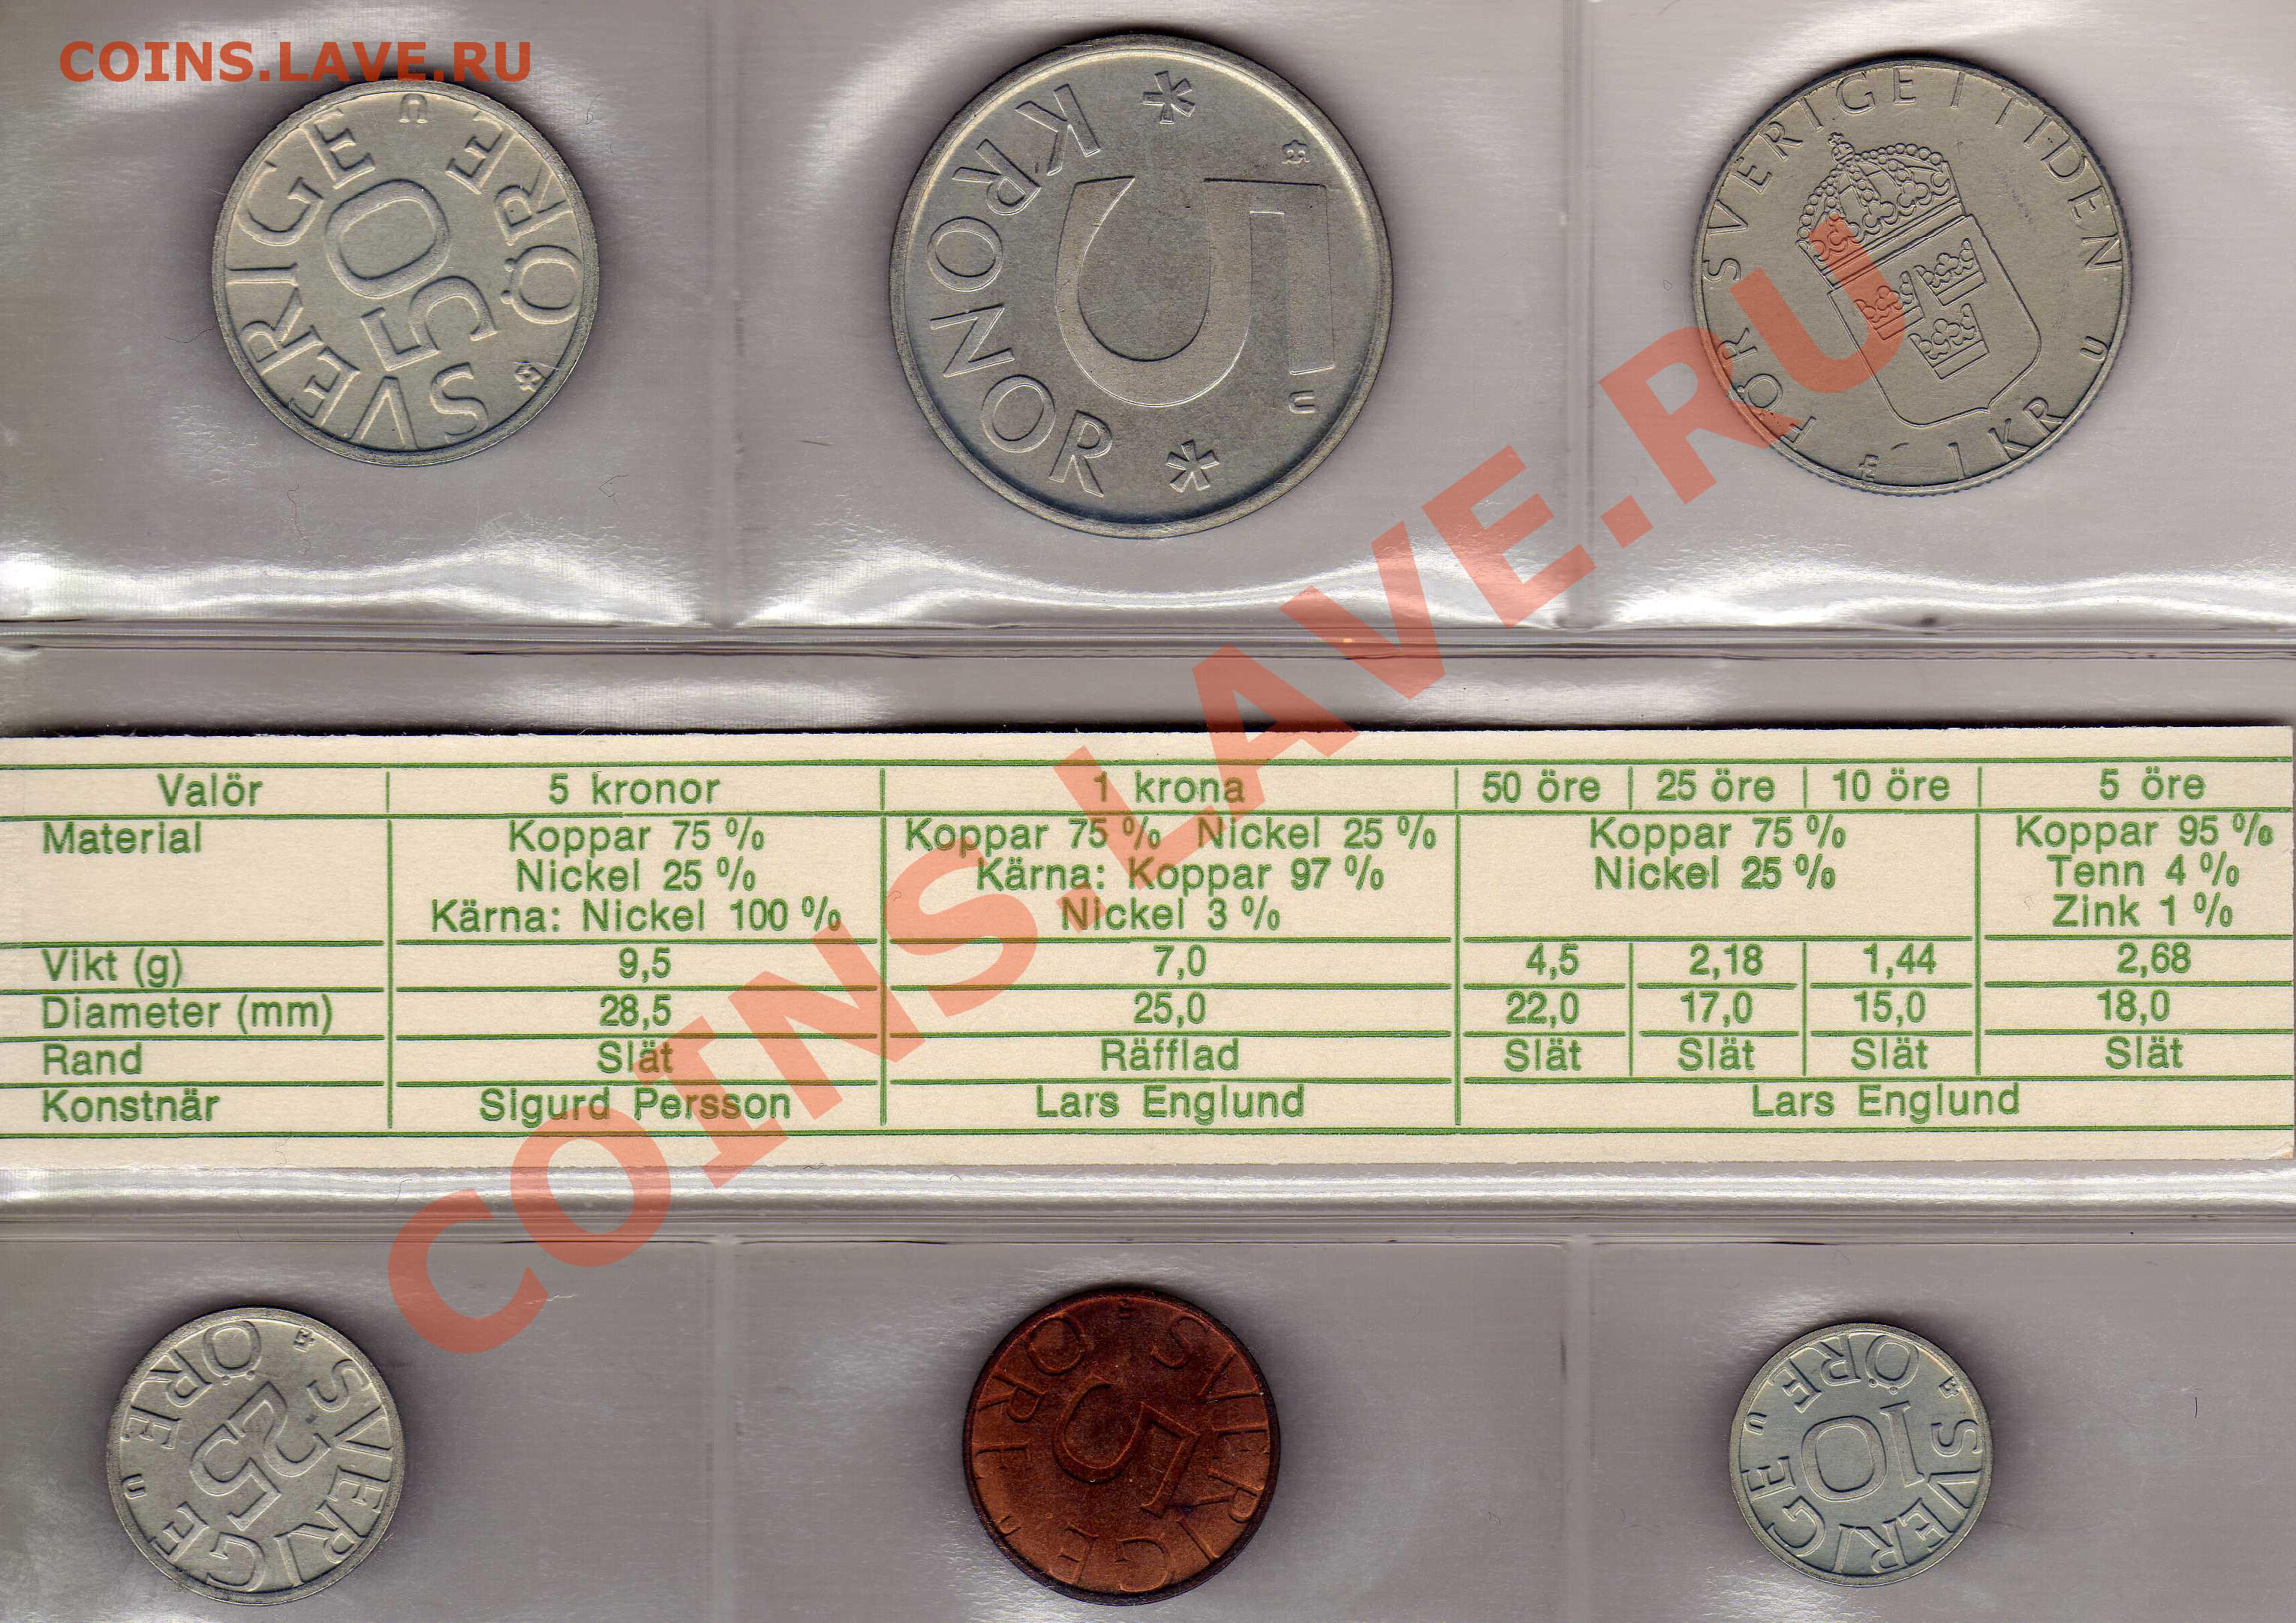 COINS.LAVE.RU
SVERIGE 50 ÖRE U
5 KRONOR U
FÖR SVERIGE I TIDEN U 1 KR
COINS.LAVE.RU
Valör 5 kronor 1 krona 50 öre 25 öre 10 öre 5 öre
Material Koppar 75 % Koppar 75 % Nickel 25 % Koppar 75 % Koppar 95 %
Nickel 25 % Kärna: Koppar 97 % Nickel 25 % Tenn 4 %
Kärna: Nickel 100 % Nickel 3 % Zink 1 %
Vikt (g) 9,5 7,0 4,5 2,18 1,44 2,68
Diameter (mm) 28,5 25,0 22,0 17,0 15,0 18,0
Rand Slät Räfflad Slät Slät Slät Slät
Konstnär Sigurd Persson Lars Englund Lars Englund
SVERIGE 25 ÖRE U
SVERIGE 5 ÖRE U
SVERIGE 10 ÖRE U